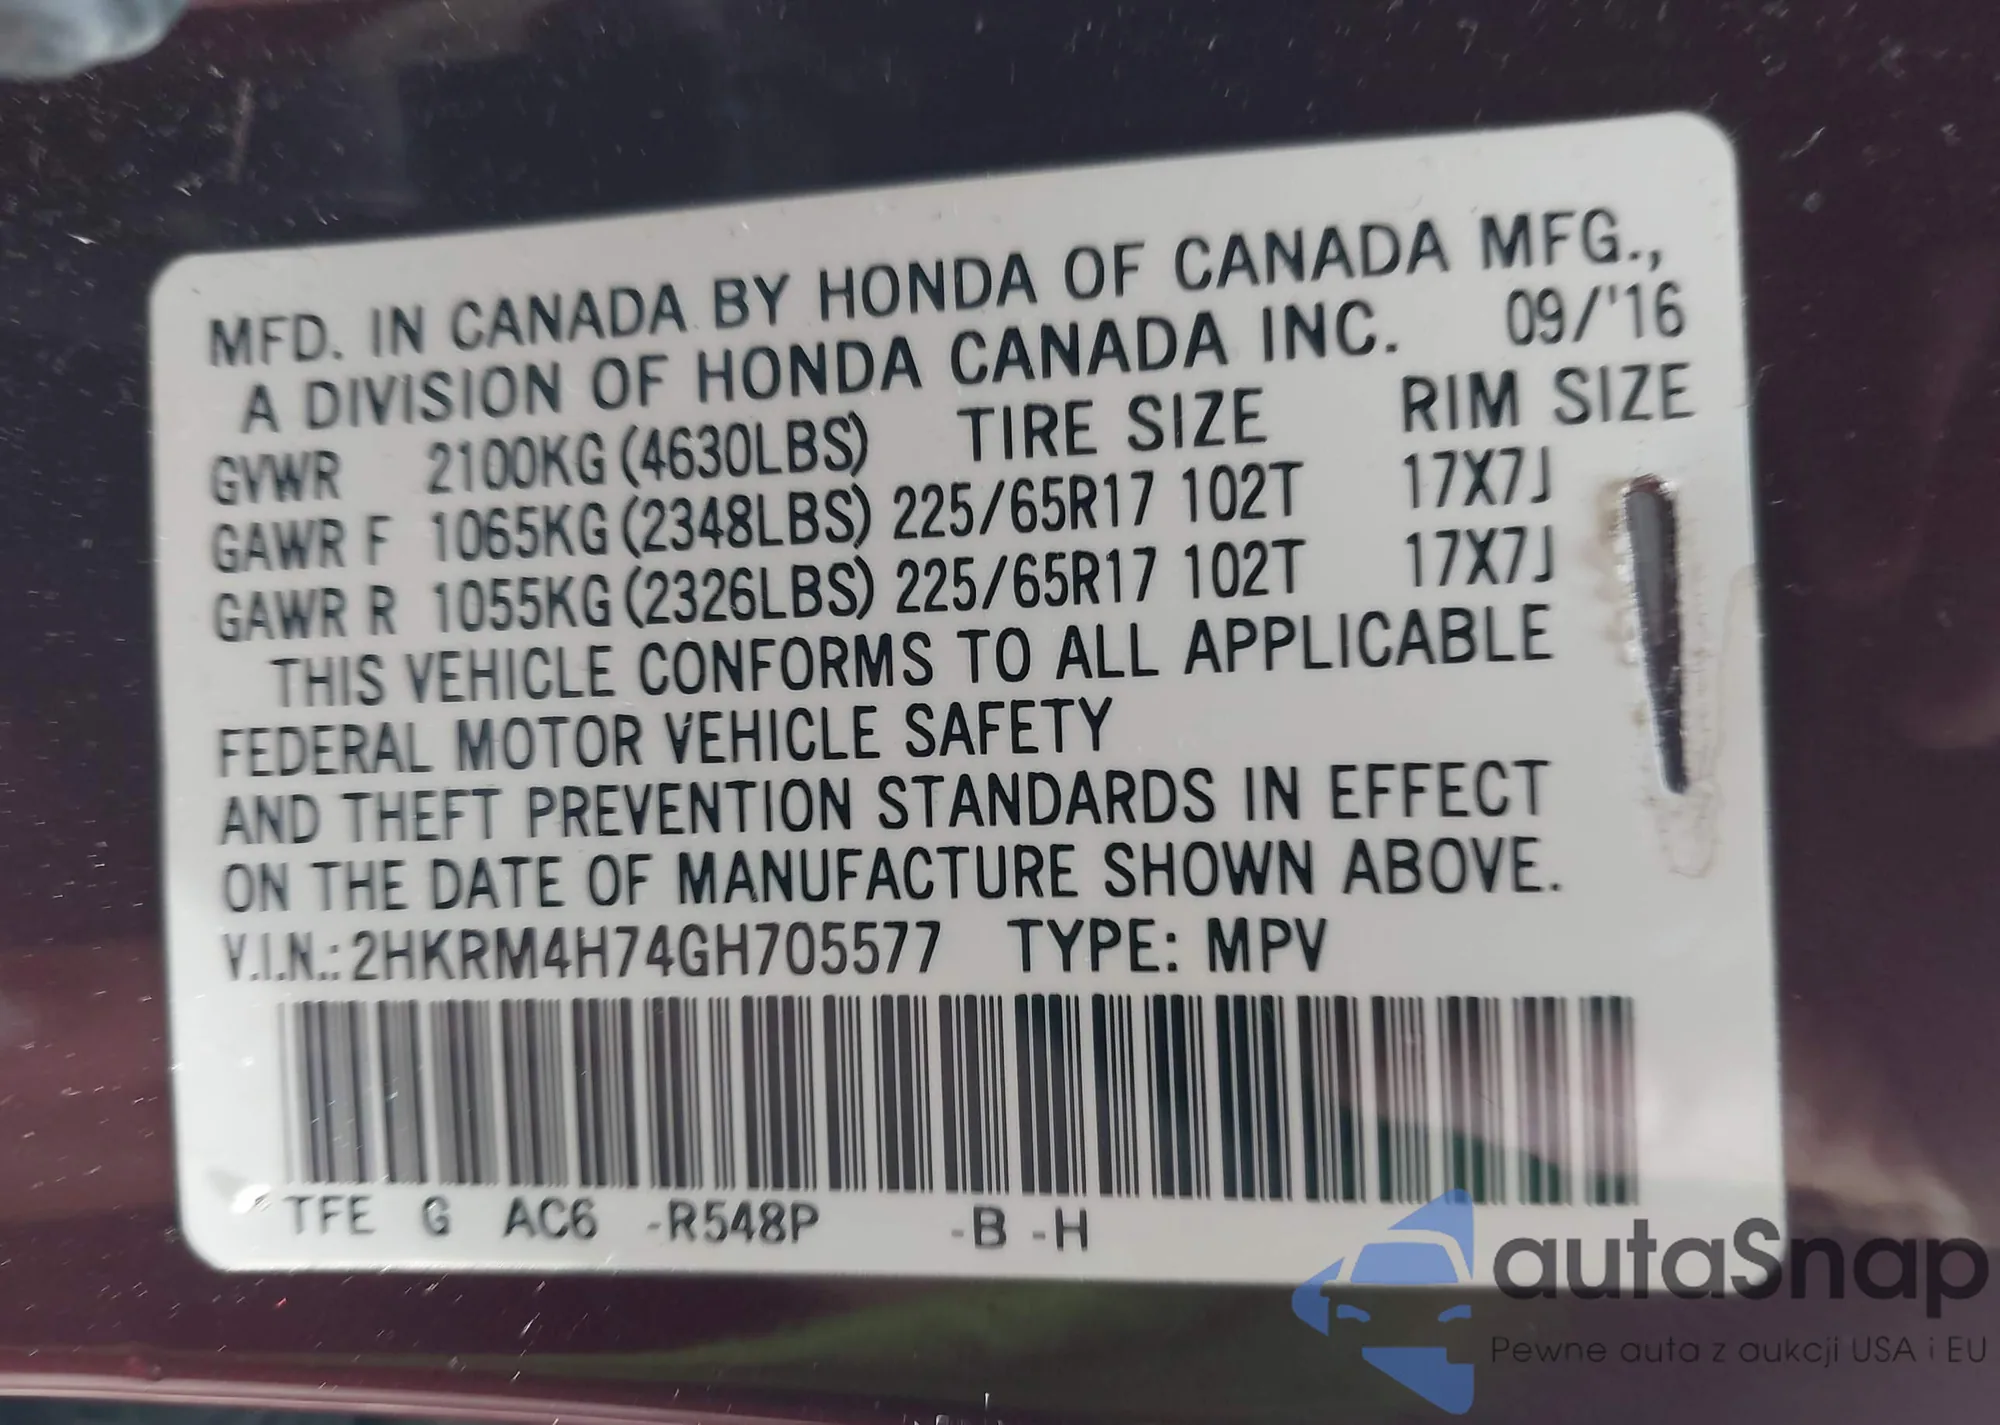 MFD. IN CANADA BY HONDA OF CANADA MFG.,
A DIVISION OF HONDA CANADA INC. 09/'16
GVWR 2100KG (4630LBS) TIRE SIZE RIM SIZE
GAWR F 1065KG (2348LBS) 225/65R17 102T 17X7J
GAWR R 1055KG (2326LBS) 225/65R17 102T 17X7J
THIS VEHICLE CONFORMS TO ALL APPLICABLE
FEDERAL MOTOR VEHICLE SAFETY
AND THEFT PREVENTION STANDARDS IN EFFECT
ON THE DATE OF MANUFACTURE SHOWN ABOVE.
V.I.N.: 2HKRM4H74GH705577 TYPE: MPV
TFE G AC6 -R548P -B -H
autaSnap
Pewne auta z aukcji USA i EU